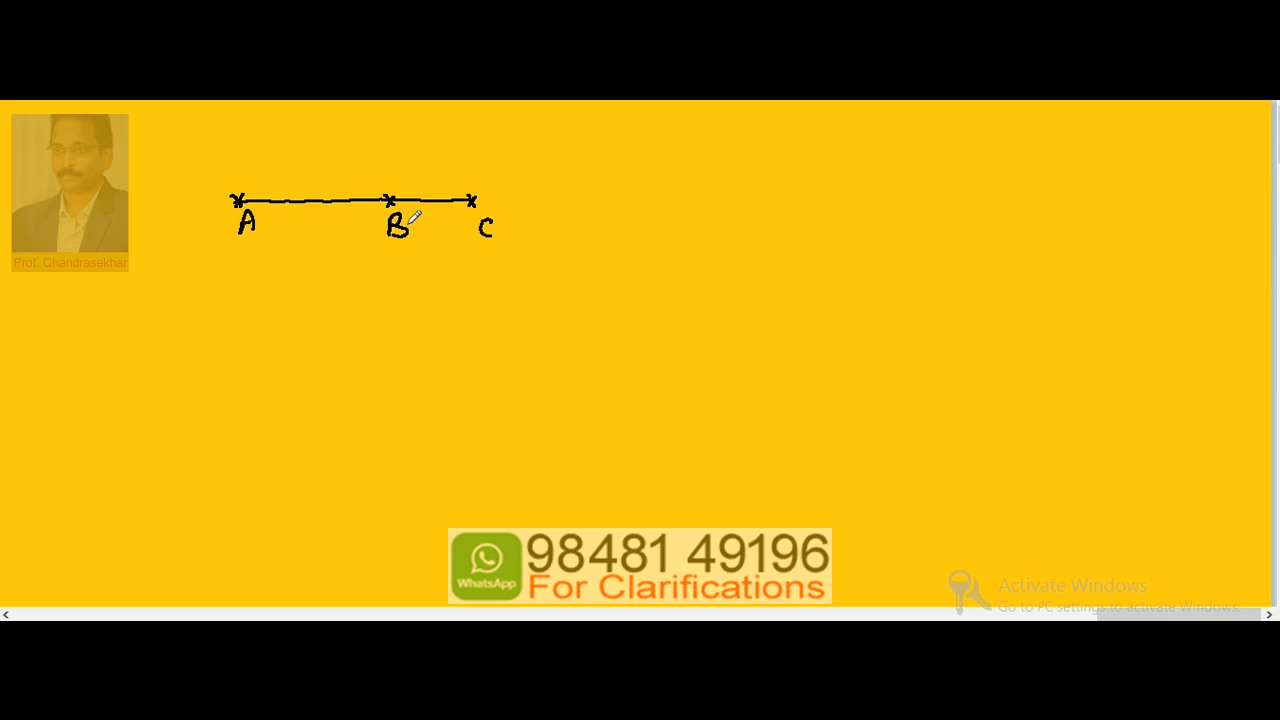 A B C
Prof. Chandrasekhar
98481 49196
WhatsApp For Clarifications
Activate Windows
Go to PC settings to activate Windows.